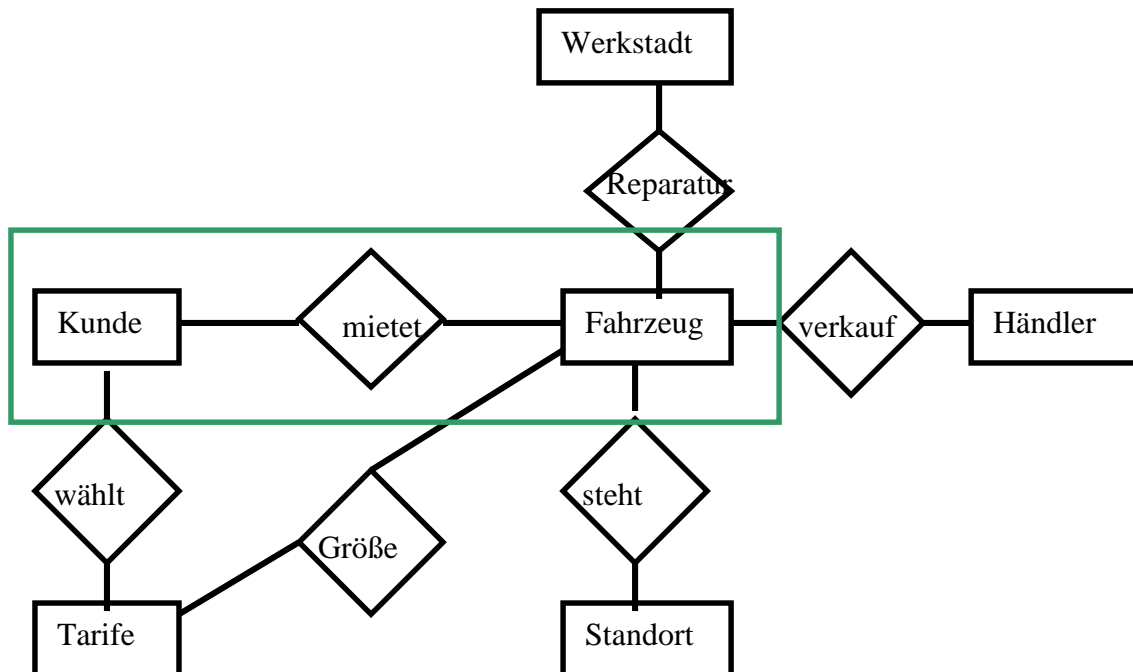 Werkstadt
Reparatur
Kunde
mietet
Fahrzeug
verkauf
Händler
wählt
Größe
steht
Tarife
Standort